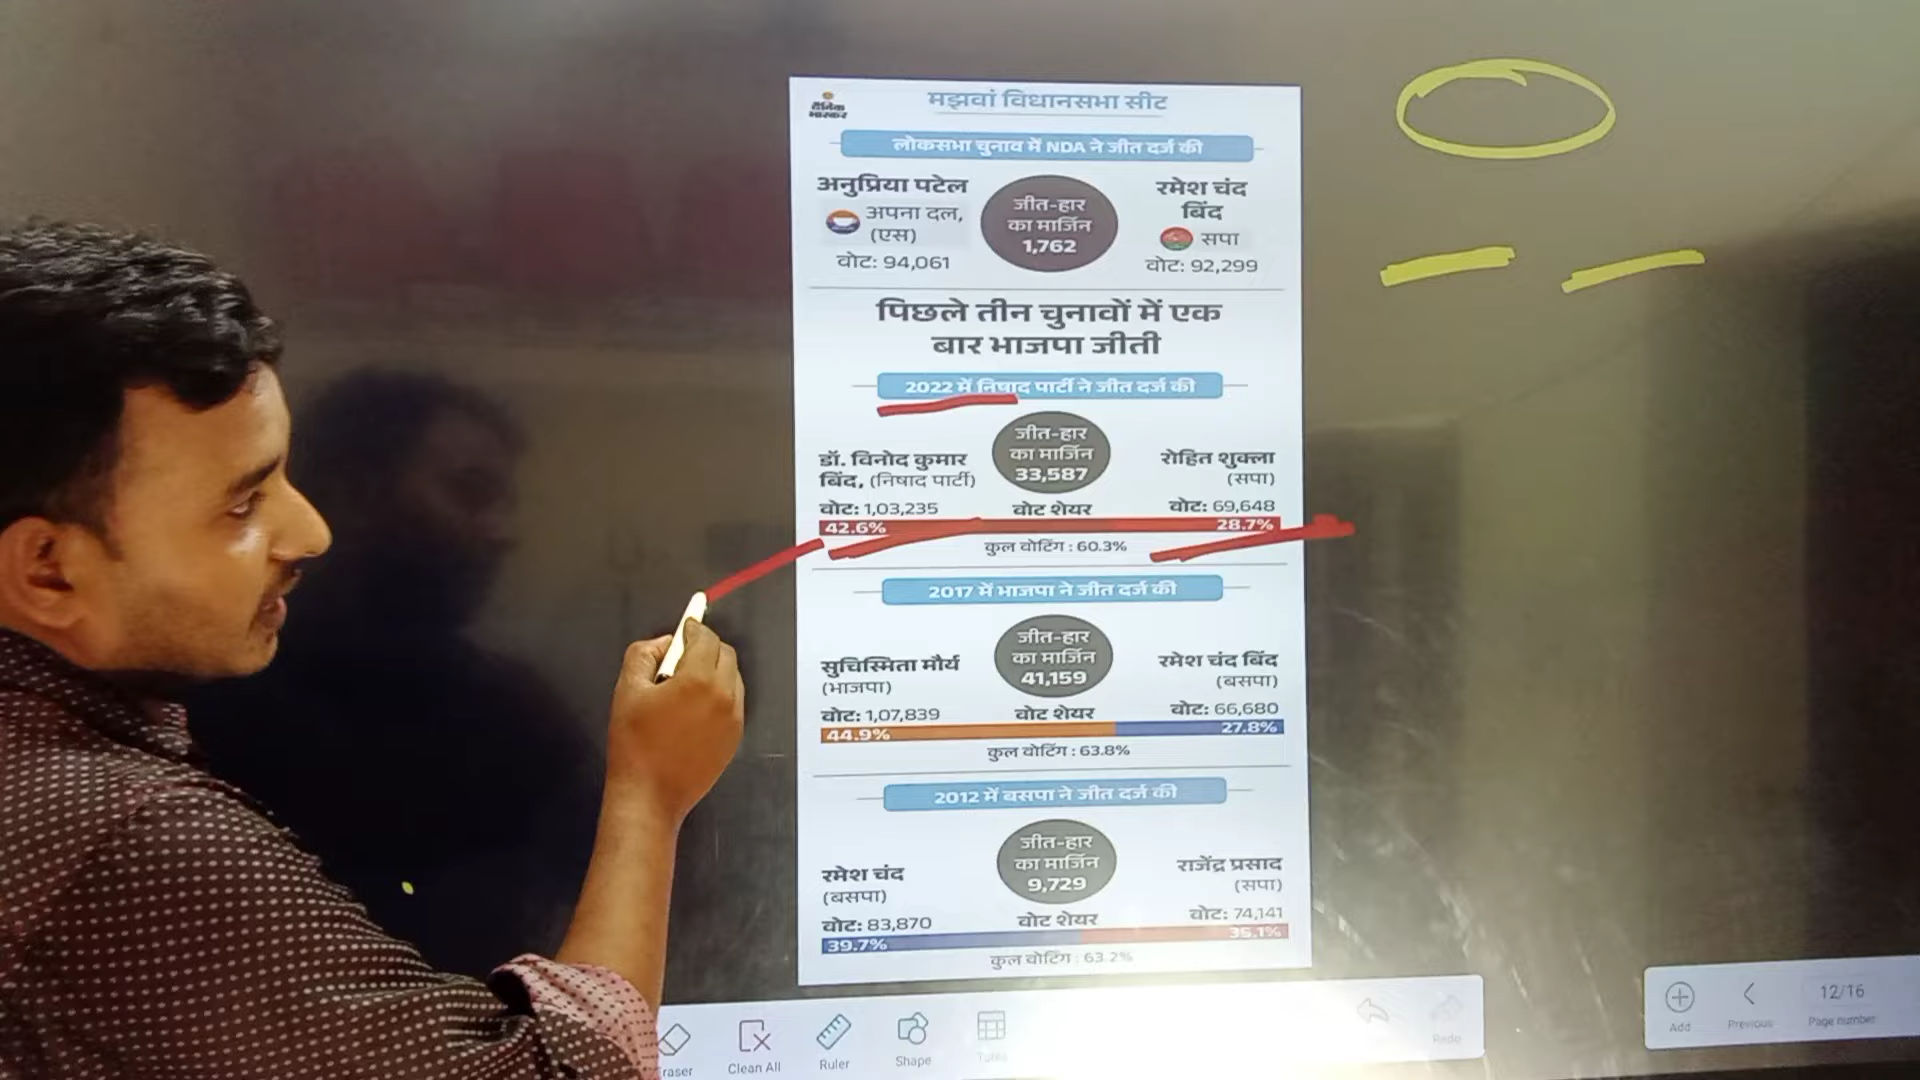 दैनिक
भास्कर
मझवां विधानसभा सीट
लोकसभा चुनाव में NDA ने जीत दर्ज की
अनुप्रिया पटेल
अपना दल,
(एस)
वोट: 94,061
जीत-हार
का मार्जिन
1,762
रमेश चंद
बिंद
सपा
वोट: 92,299
पिछले तीन चुनावों में एक
बार भाजपा जीती
2022 में निषाद पार्टी ने जीत दर्ज की
डॉ. विनोद कुमार
बिंद, (निषाद पार्टी)
वोट: 1,03,235
जीत-हार
का मार्जिन
33,587
रोहित शुक्ला
(सपा)
वोट: 69,648
वोट शेयर
42.6%
28.7%
कुल वोटिंग : 60.3%
2017 में भाजपा ने जीत दर्ज की
सुचिस्मिता मौर्य
(भाजपा)
वोट: 1,07,839
जीत-हार
का मार्जिन
41,159
रमेश चंद बिंद
(बसपा)
वोट: 66,680
वोट शेयर
44.9%
27.8%
कुल वोटिंग : 63.8%
2012 में बसपा ने जीत दर्ज की
रमेश चंद
(बसपा)
वोट: 83,870
जीत-हार
का मार्जिन
9,729
राजेंद्र प्रसाद
(सपा)
वोट: 74,141
वोट शेयर
39.7%
35.1%
कुल वोटिंग : 63.2%
Clean All
Ruler
Shape
Table
Redo
Add
Previous
12/16
Page number